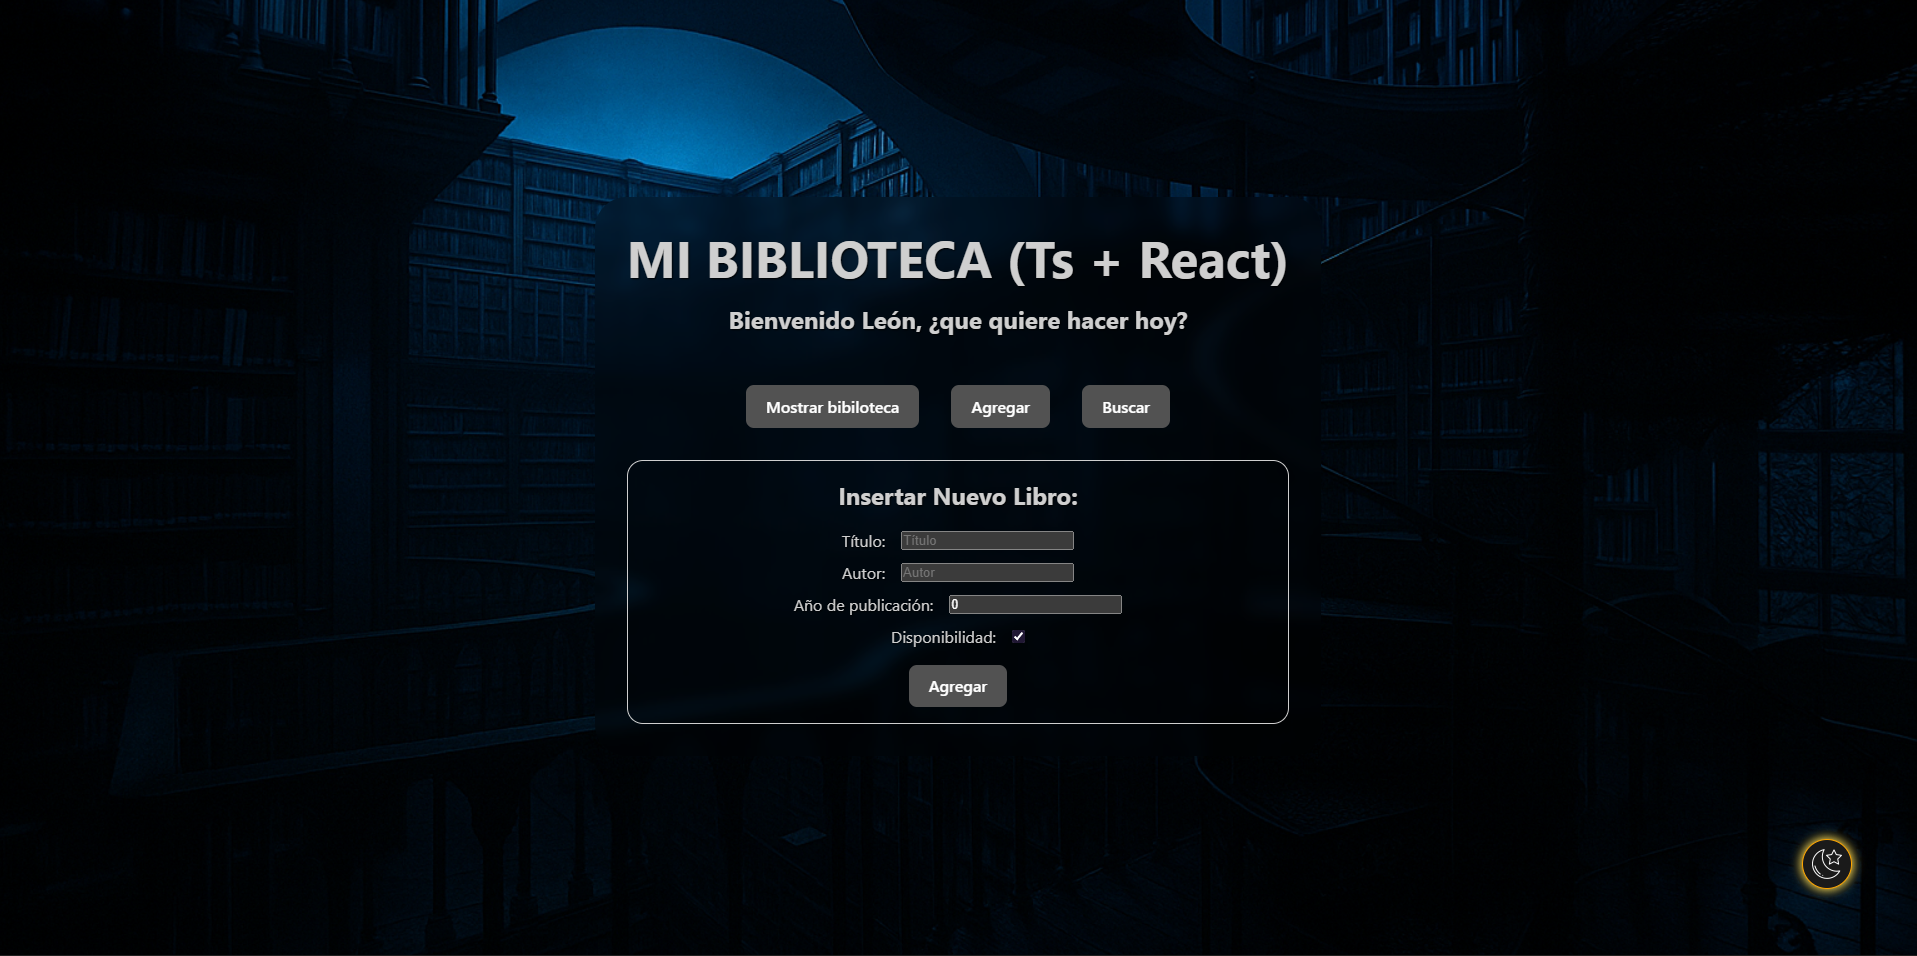 MI BIBLIOTECA (Ts + React)
Bienvenido León, ¿que quiere hacer hoy?
Mostrar bibiloteca Agregar Buscar
Insertar Nuevo Libro:
Título: Título
Autor: Autor
Año de publicación: 0
Disponibilidad:
Agregar